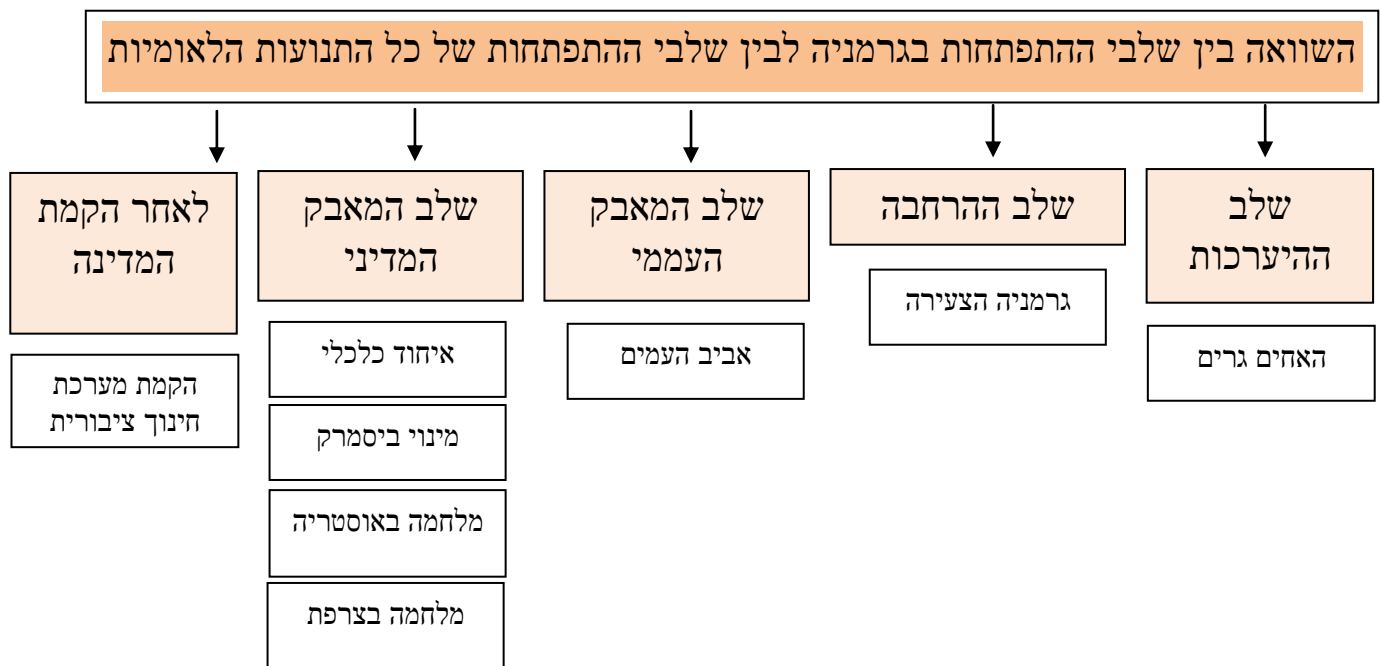 השוואה בין שלבי ההתפתחות בגרמניה לבין שלבי ההתפתחות של כל התנועות הלאומיות
שלב
ההיערכות
האחים גרים
שלב ההרחבה
גרמניה הצעירה
שלב המאבק
העממי
אביב העמים
שלב המאבק
המדיני
איחוד כלכלי
מינוי ביסמרק
מלחמה באוסטריה
מלחמה בצרפת
לאחר הקמת
המדינה
הקמת מערכת
חינוך ציבורית